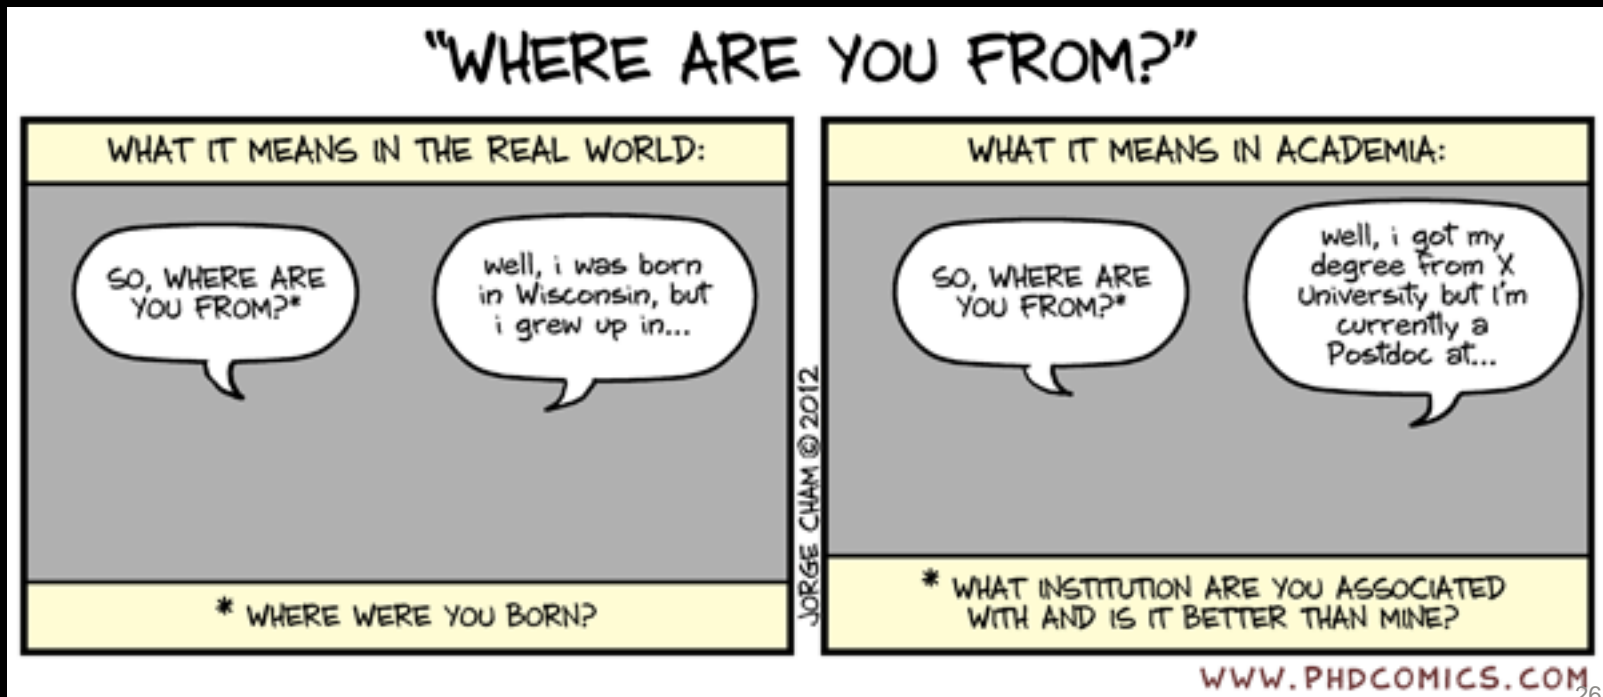 "WHERE ARE YOU FROM?"
WHAT IT MEANS IN THE REAL WORLD:
SO, WHERE ARE
YOU FROM?*
well, i was born
in Wisconsin, but
i grew up in...
* WHERE WERE YOU BORN?
JORGE CHAM © 2012
WHAT IT MEANS IN ACADEMIA:
SO, WHERE ARE
YOU FROM?*
well, i got my
degree from X
University but I'm
currently a
Postdoc at...
* WHAT INSTITUTION ARE YOU ASSOCIATED
WITH AND IS IT BETTER THAN MINE?
WWW.PHDCOMICS.COM
26